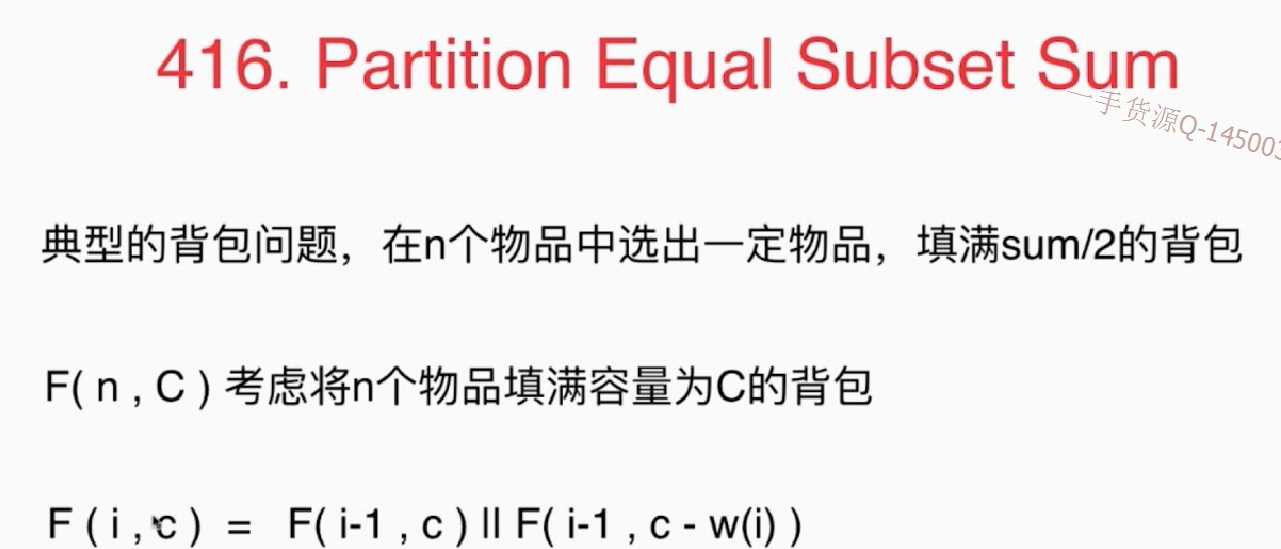 416. Partition Equal Subset Sum
一手货源Q-145003
典型的背包问题，在n个物品中选出一定物品，填满sum/2的背包
F( n , C ) 考虑将n个物品填满容量为C的背包
F ( i , c ) = F( i-1 , c ) || F( i-1 , c - w(i) )